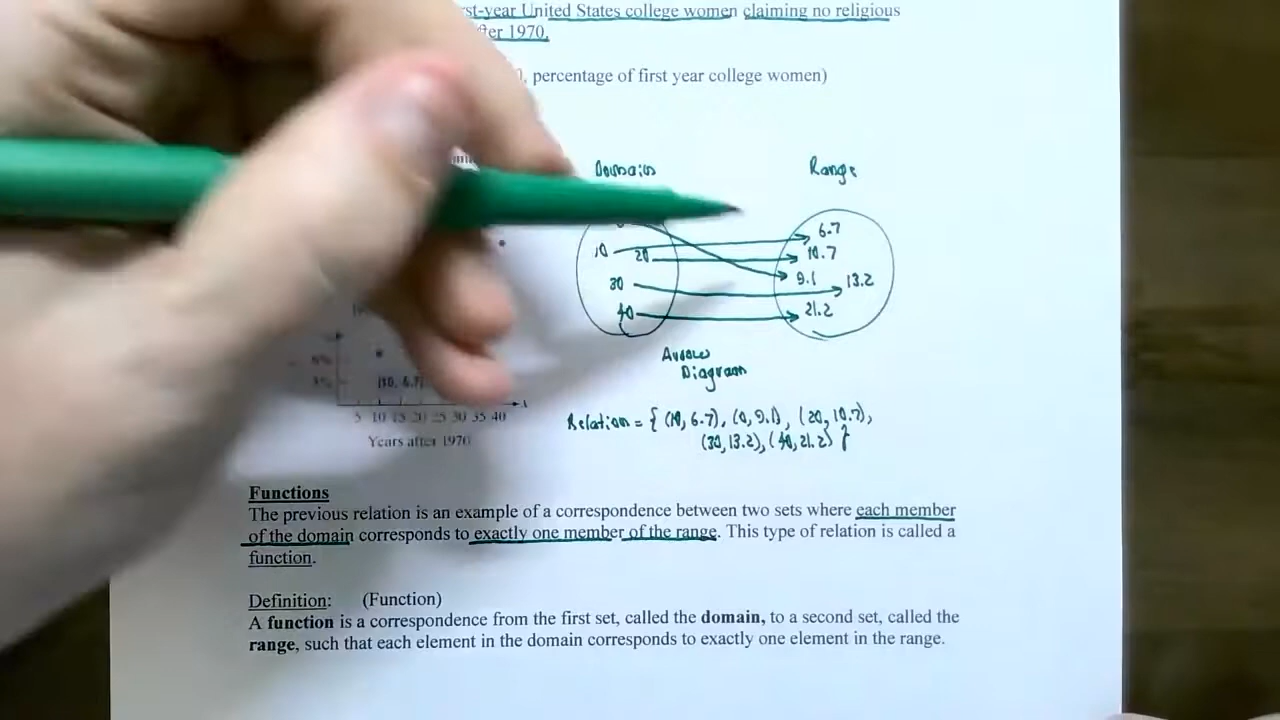 st-year United States college women claiming no religious
ter 1970,
, percentage of first year college women)
Domain Range
6.7
10 20 10.7
30 9.1 13.2
40 21.2
Arrow
Diagram
(10, 6.7)
Relation = { (10, 6.7), (0, 9.1), (20, 10.7),
(30, 13.2), (40, 21.2) }
5 10 15 20 25 30 35 40
Years after 1970
Functions
The previous relation is an example of a correspondence between two sets where each member
of the domain corresponds to exactly one member of the range. This type of relation is called a
function.
Definition: (Function)
A function is a correspondence from the first set, called the domain, to a second set, called the
range, such that each element in the domain corresponds to exactly one element in the range.